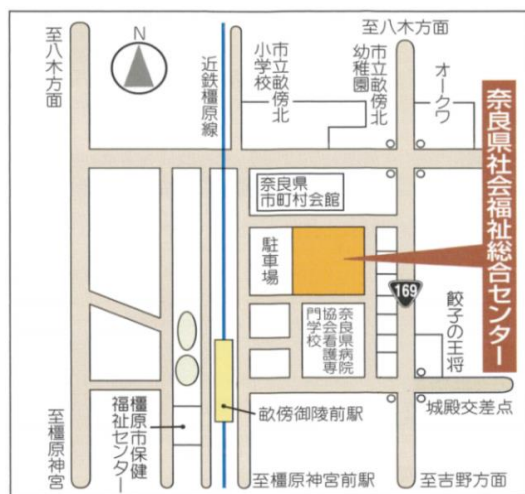 至八木方面
N
近鉄橿原線
市立畝傍北
小学校
市立畝傍北
幼稚園
至八木方面
オークワ
奈良県社会福祉総合センター
奈良県
市町村会館
駐車場
169
奈良県病院
協会看護専
門学校
餃子の王将
至橿原神宮
橿原市保健
福祉センター
畝傍御陵前駅
城殿交差点
至橿原神宮前駅
至吉野方面